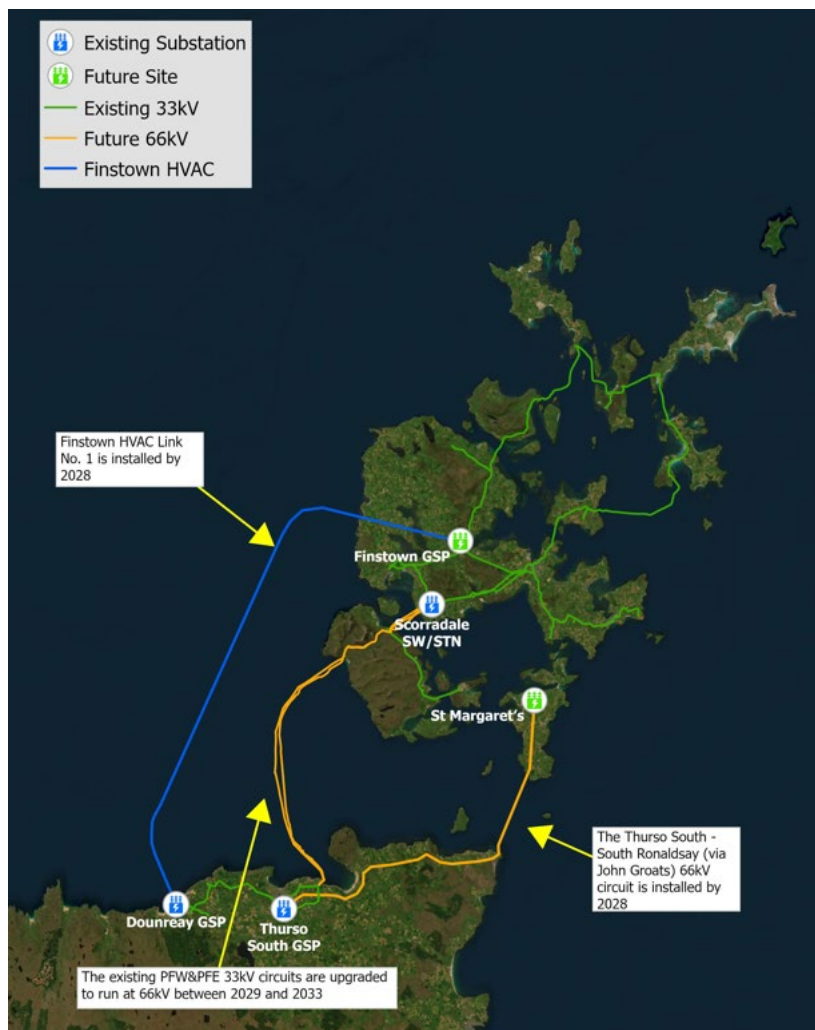 Existing Substation
Future Site
Existing 33kV
Future 66kV
Finstown HVAC
Finstown HVAC Link
No. 1 is installed by
2028
Finstown GSP
Scorradale
SW/STN
St Margaret's
The Thurso South -
South Ronaldsay (via
John Groats) 66kV
circuit is installed by
2028
Dounreay GSP
Thurso
South GSP
The existing PFW&PFE 33kV circuits are upgraded
to run at 66kV between 2029 and 2033